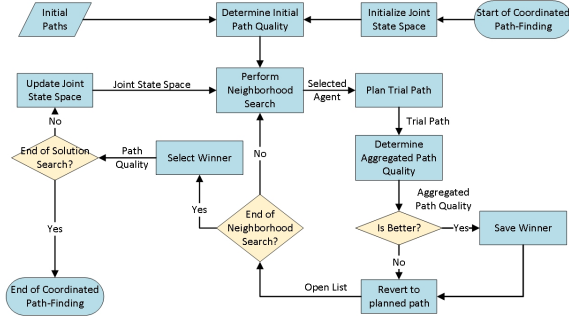 Initial
Paths
Determine Initial
Path Quality
Initialize Joint
State Space
Start of Coordinated
Path-Finding
Update Joint
State Space
Joint State Space
Perform
Neighborhood
Search
Selected
Agent
Plan Trial Path
No
Trial Path
End of Solution
Search?
Path
Quality
Select Winner
No
Determine
Aggregated Path
Quality
Aggregated
Path Quality
Yes
Yes
End of
Neighborhood
Search?
Is Better?
Yes
Save Winner
No
End of Coordinated
Path-Finding
Open List
Revert to
planned path